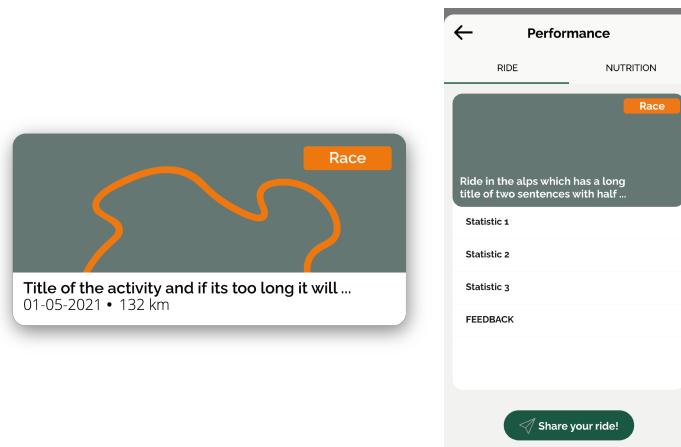 Race
Title of the activity and if its too long it will ...
01-05-2021 • 132 km
Performance
RIDE
NUTRITION
Race
Ride in the alps which has a long
title of two sentences with half ...
Statistic 1
Statistic 2
Statistic 3
FEEDBACK
Share your ride!